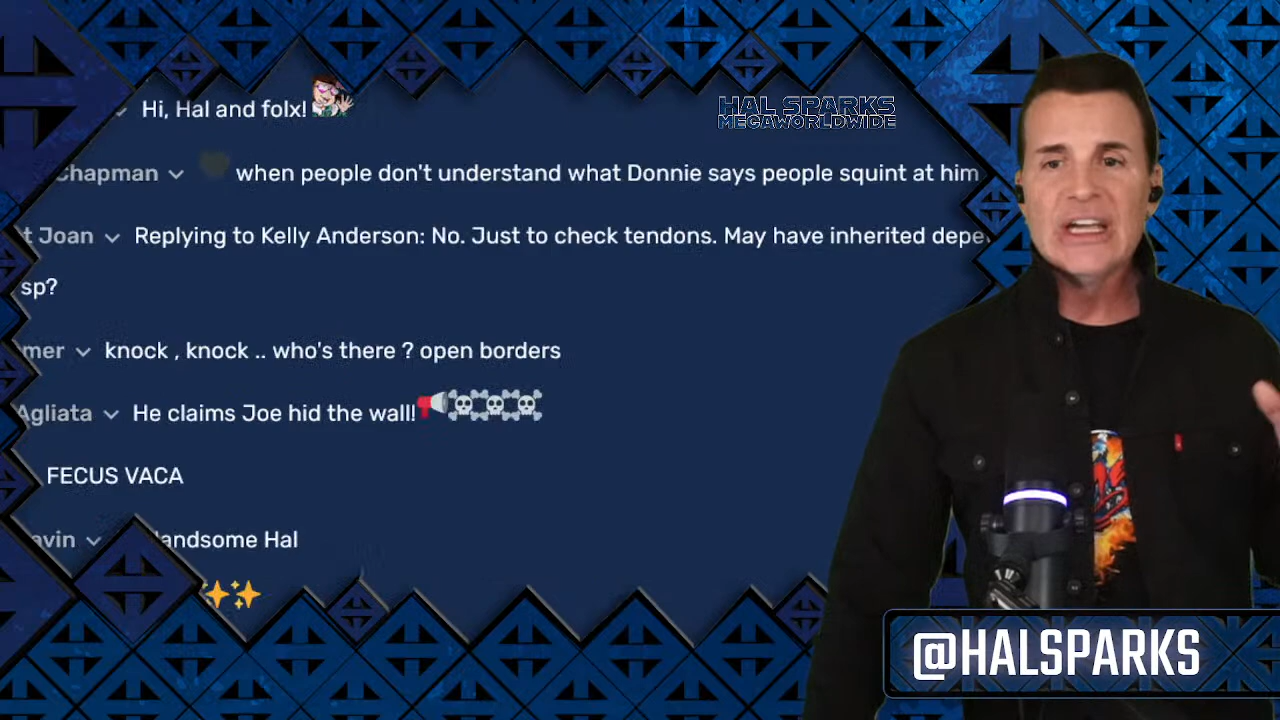 Hi, Hal and folx!
HAL SPARKS
MEGAWORLDWIDE
Chapman when people don't understand what Donnie says people squint at him
t Joan Replying to Kelly Anderson: No. Just to check tendons. May have inherited depe
sp?
mer knock , knock .. who's there ? open borders
Agliata He claims Joe hid the wall!
FECUS VACA
avin andsome Hal
@HALSPARKS